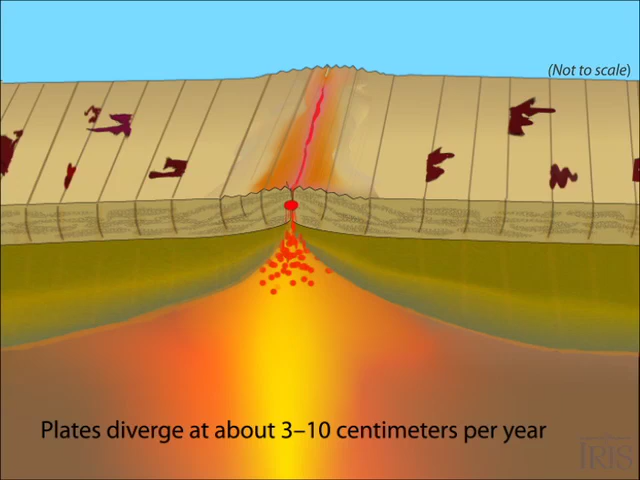 (Not to scale)
Plates diverge at about 3–10 centimeters per year
IRIS